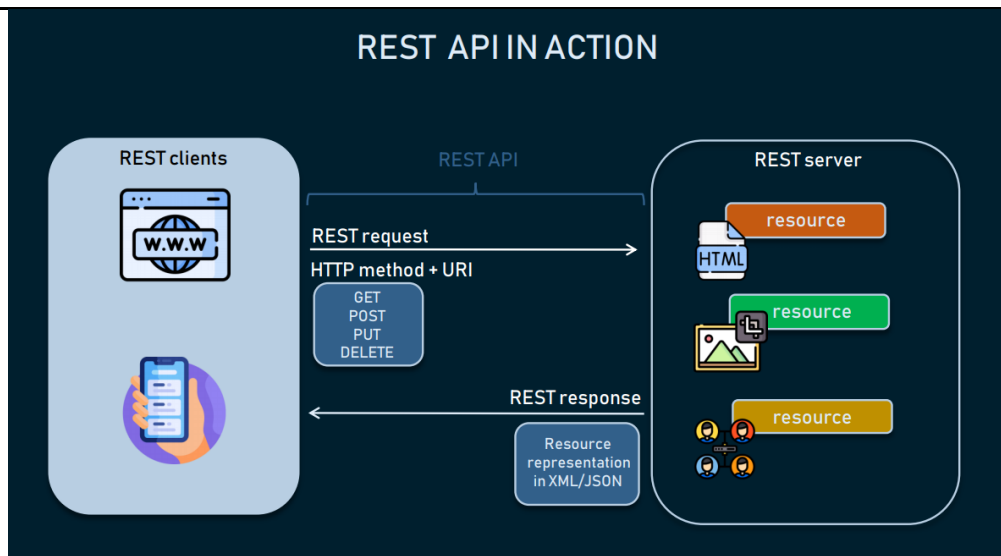 REST API IN ACTION
REST clients
W.W.W
REST API
REST request
HTTP method + URI
GET
POST
PUT
DELETE
REST response
Resource
representation
in XML/JSON
REST server
resource
HTML
resource
resource